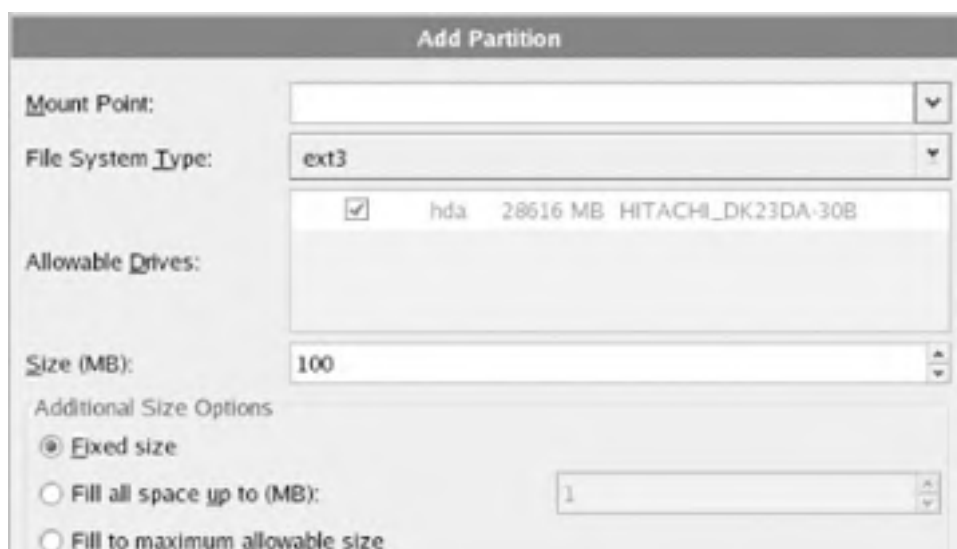 Add Partition
Mount Point:
File System Type: ext3
hda 28616 MB HITACHI_DK23DA-30B
Allowable Drives:
Size (MB): 100
Additional Size Options
Fixed size
Fill all space up to (MB): 1
Fill to maximum allowable size